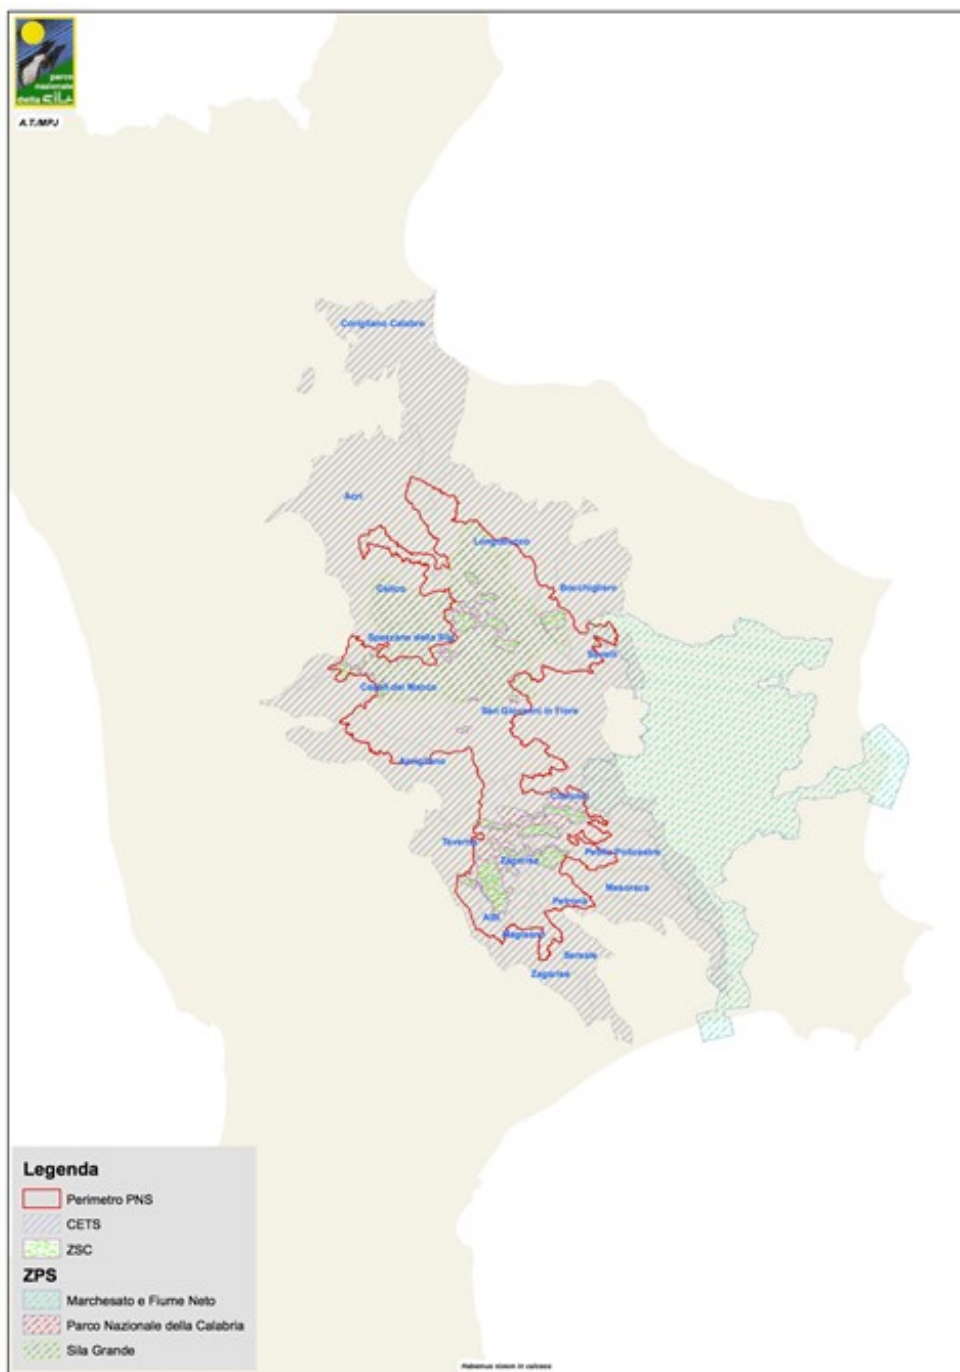 parco
nazionale
della SILA
A.T./MPJ
Corigliano Calabro
Acri
Longobucco
Celico
Bocchigliero
Spezzano della Sila
Savelli
Casali del Manco
San Giovanni in Fiore
Aprigliano
Cotronei
Taverna
Petilia Policastro
Zagarise
Mesoraca
Petronà
Albi
Magisano
Sersale
Zagarise
Legenda
Perimetro PNS
CETS
ZSC
ZPS
Marchesato e Fiume Neto
Parco Nazionale della Calabria
Sila Grande